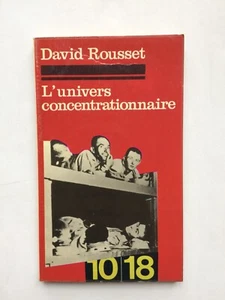 David Rousset
L'univers
concentrationnaire
10 18